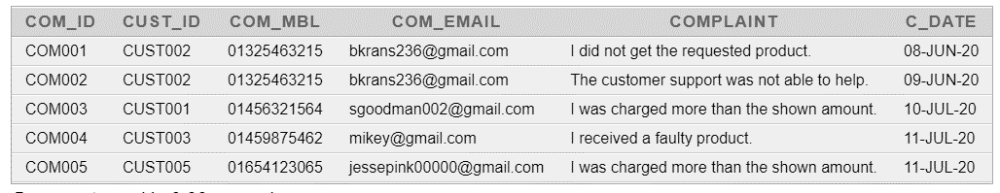 COM_ID CUST_ID COM_MBL COM_EMAIL COMPLAINT C_DATE
COM001 CUST002 01325463215 bkrans236@gmail.com I did not get the requested product. 08-JUN-20
COM002 CUST002 01325463215 bkrans236@gmail.com The customer support was not able to help. 09-JUN-20
COM003 CUST001 01456321564 sgoodman002@gmail.com I was charged more than the shown amount. 10-JUL-20
COM004 CUST003 01459875462 mikey@gmail.com I received a faulty product. 11-JUL-20
COM005 CUST005 01654123065 jessepink00000@gmail.com I was charged more than the shown amount. 11-JUL-20